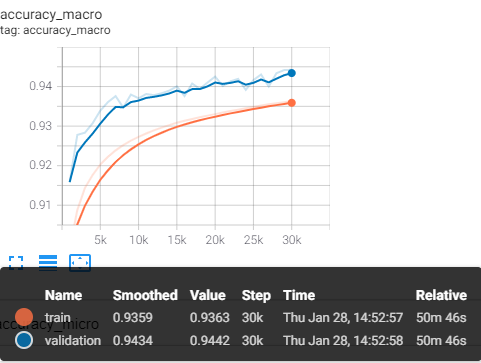 accuracy_macro
tag: accuracy_macro
0.94
0.93
0.92
0.91
5k 10k 15k 20k 25k 30k
Name Smoothed Value Step Time Relative
train 0.9359 0.9363 30k Thu Jan 28, 14:52:57 50m 46s
accuracy_micro
validation 0.9434 0.9442 30k Thu Jan 28, 14:52:58 50m 46s